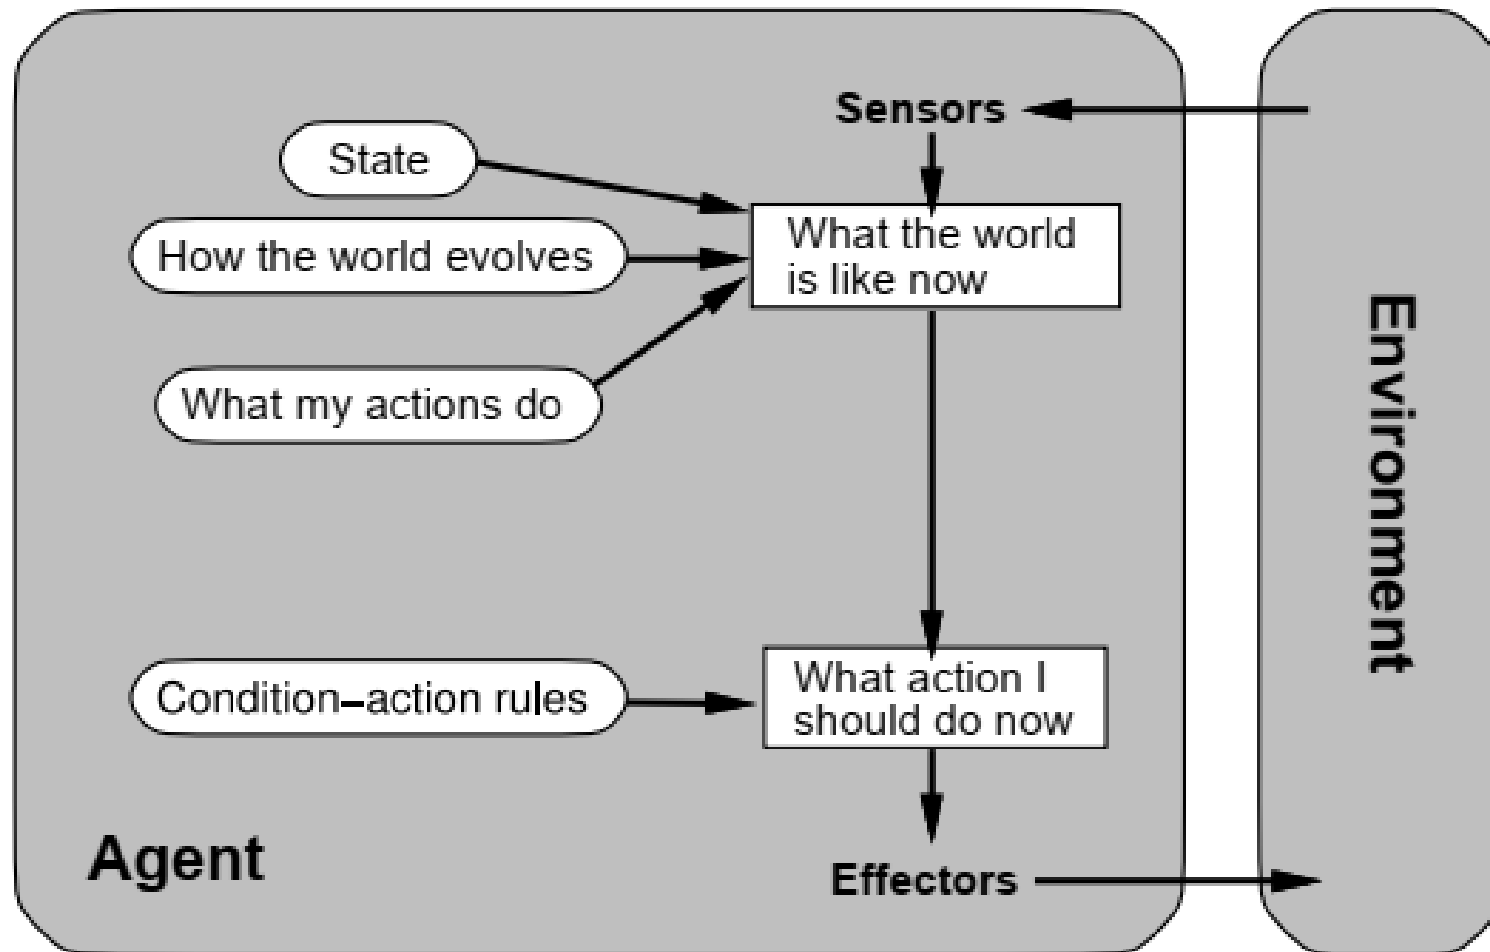 Sensors
State
How the world evolves
What the world
is like now
What my actions do
Environment
Condition–action rules
What action I
should do now
Agent
Effectors